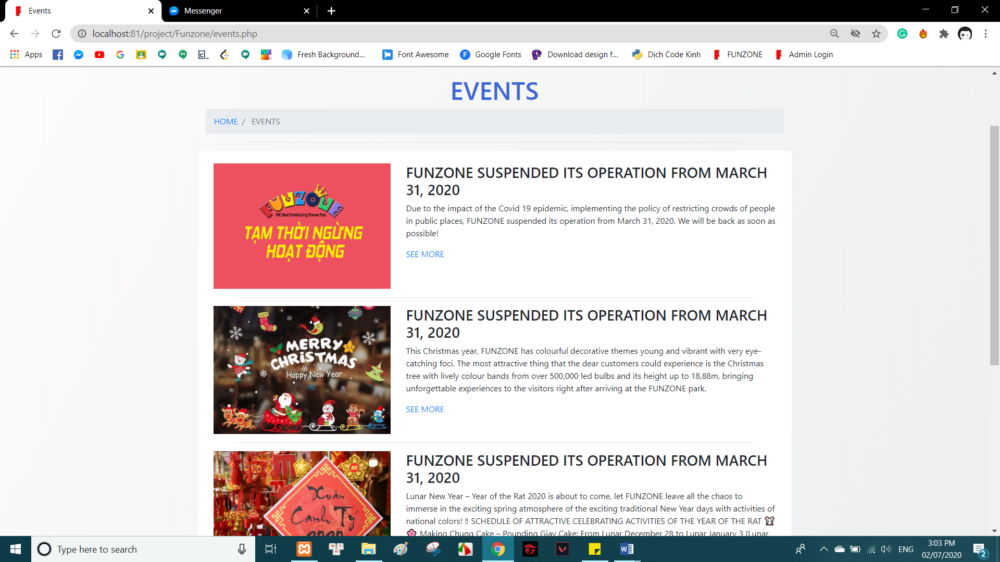 Events
Messenger
localhost:81/project/Funzone/events.php
Apps
Fresh Background...
Font Awesome
Google Fonts
Download design f...
Dịch Code Kinh
FUNZONE
Admin Login
EVENTS
HOME / EVENTS
FUNZONE
THE Most Entertaining Theme Park
TẠM THỜI NGỪNG
HOẠT ĐỘNG
FUNZONE SUSPENDED ITS OPERATION FROM MARCH
31, 2020
Due to the impact of the Covid 19 epidemic, implementing the policy of restricting crowds of people
in public places, FUNZONE suspended its operation from March 31, 2020. We will be back as soon as
possible!
SEE MORE
MERRY
CHRISTMAS
Happy New Year
FUNZONE SUSPENDED ITS OPERATION FROM MARCH
31, 2020
This Christmas year, FUNZONE has colourful decorative themes young and vibrant with very eye-
catching foci. The most attractive thing that the dear customers could experience is the Christmas
tree with lively colour bands from over 500,000 led bulbs and its height up to 18,88m, bringing
unforgettable experiences to the visitors right after arriving at the FUNZONE park.
SEE MORE
Xuân
Canh Tý
2020
FUNZONE SUSPENDED ITS OPERATION FROM MARCH
31, 2020
Lunar New Year – Year of the Rat 2020 is about to come, let FUNZONE leave all the chaos to
immerse in the exciting spring atmosphere of the exciting traditional New Year days with activities of
national colors! ‼ SCHEDULE OF ATTRACTIVE CELEBRATING ACTIVITIES OF THE YEAR OF THE RAT 🐭
🌸 Making Chung Cake – Pounding Giay Cake: From Lunar December 28 to Lunar January 3 (Lunar
Type here to search
ENG
3:03 PM
02/07/2020
2